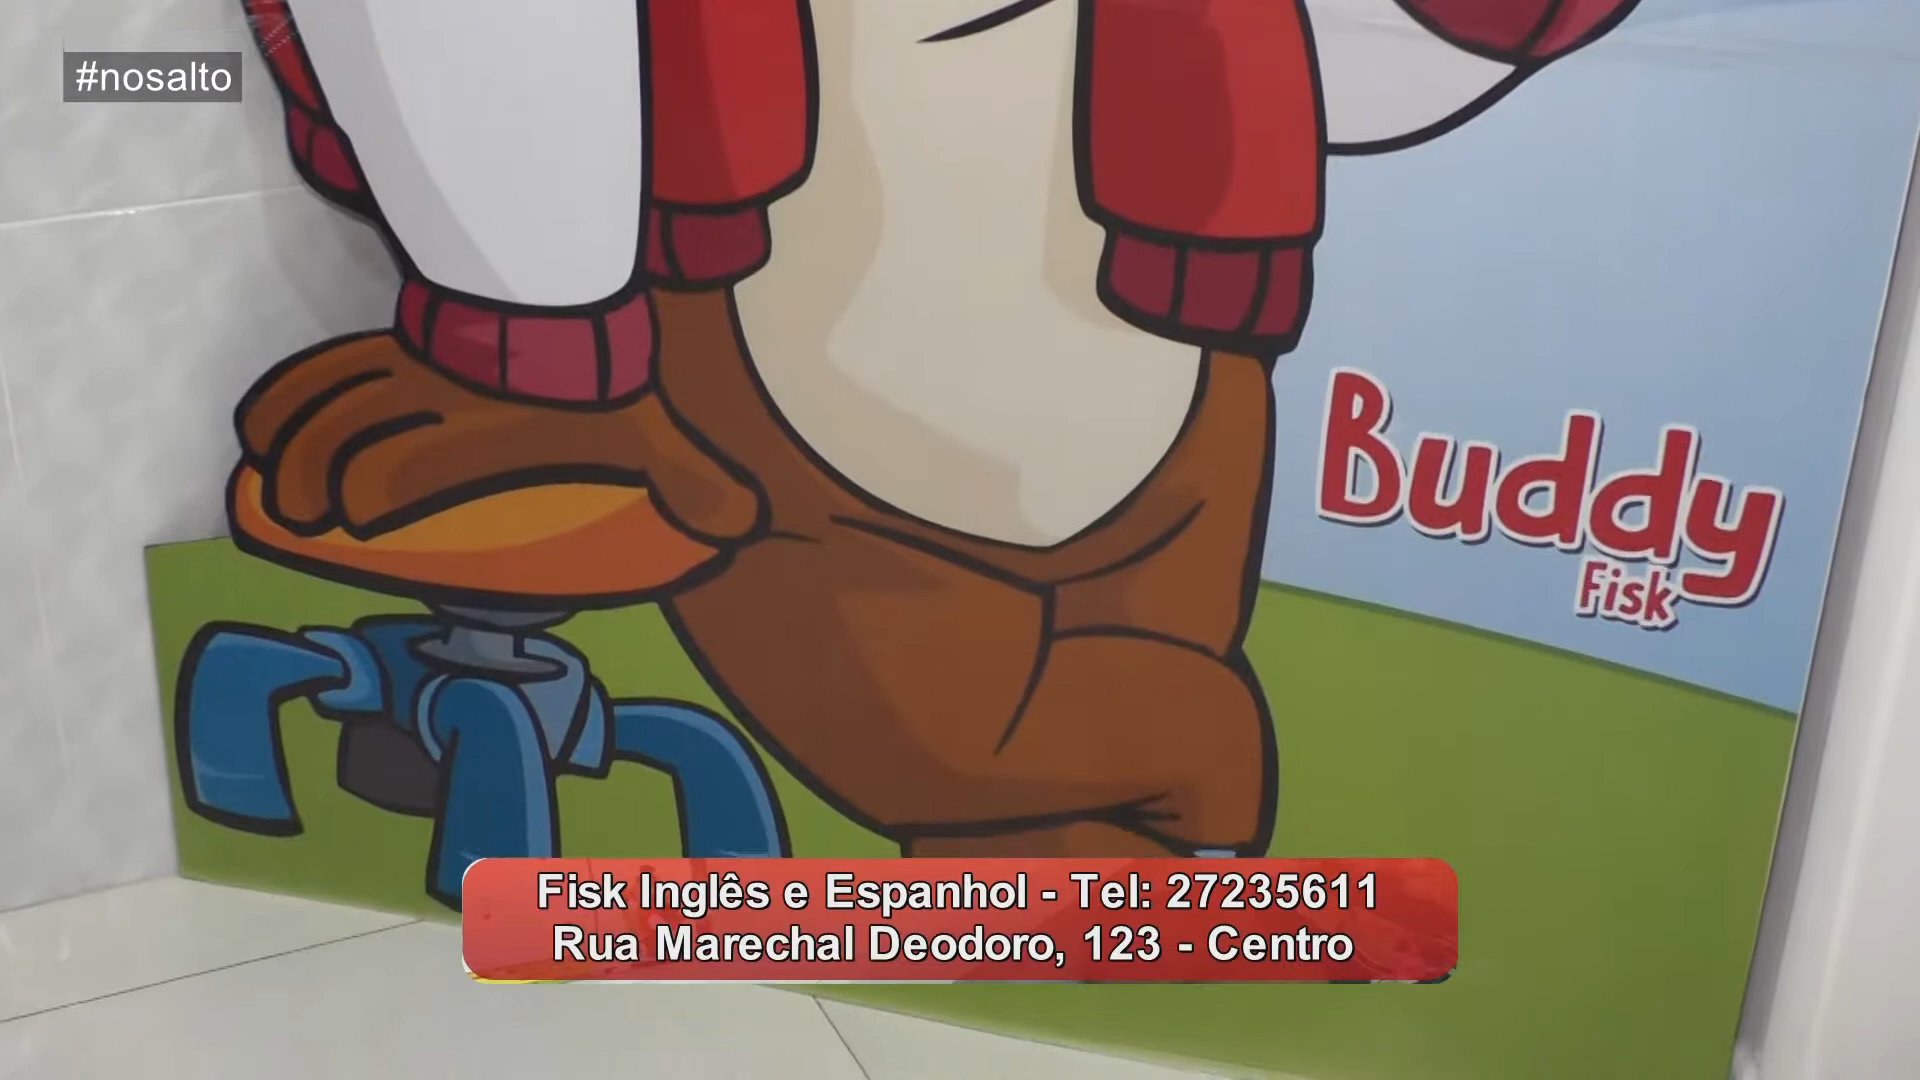 #nosalto
Buddy
Fisk
Fisk Inglês e Espanhol - Tel: 27235611
Rua Marechal Deodoro, 123 - Centro